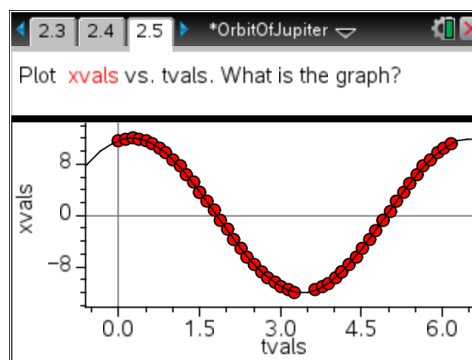 2.3 2.4 2.5 *OrbitOfJupiter
Plot xvals vs. tvals. What is the graph?
xvals
8
0
-8
0.0 1.5 3.0 4.5 6.0
tvals